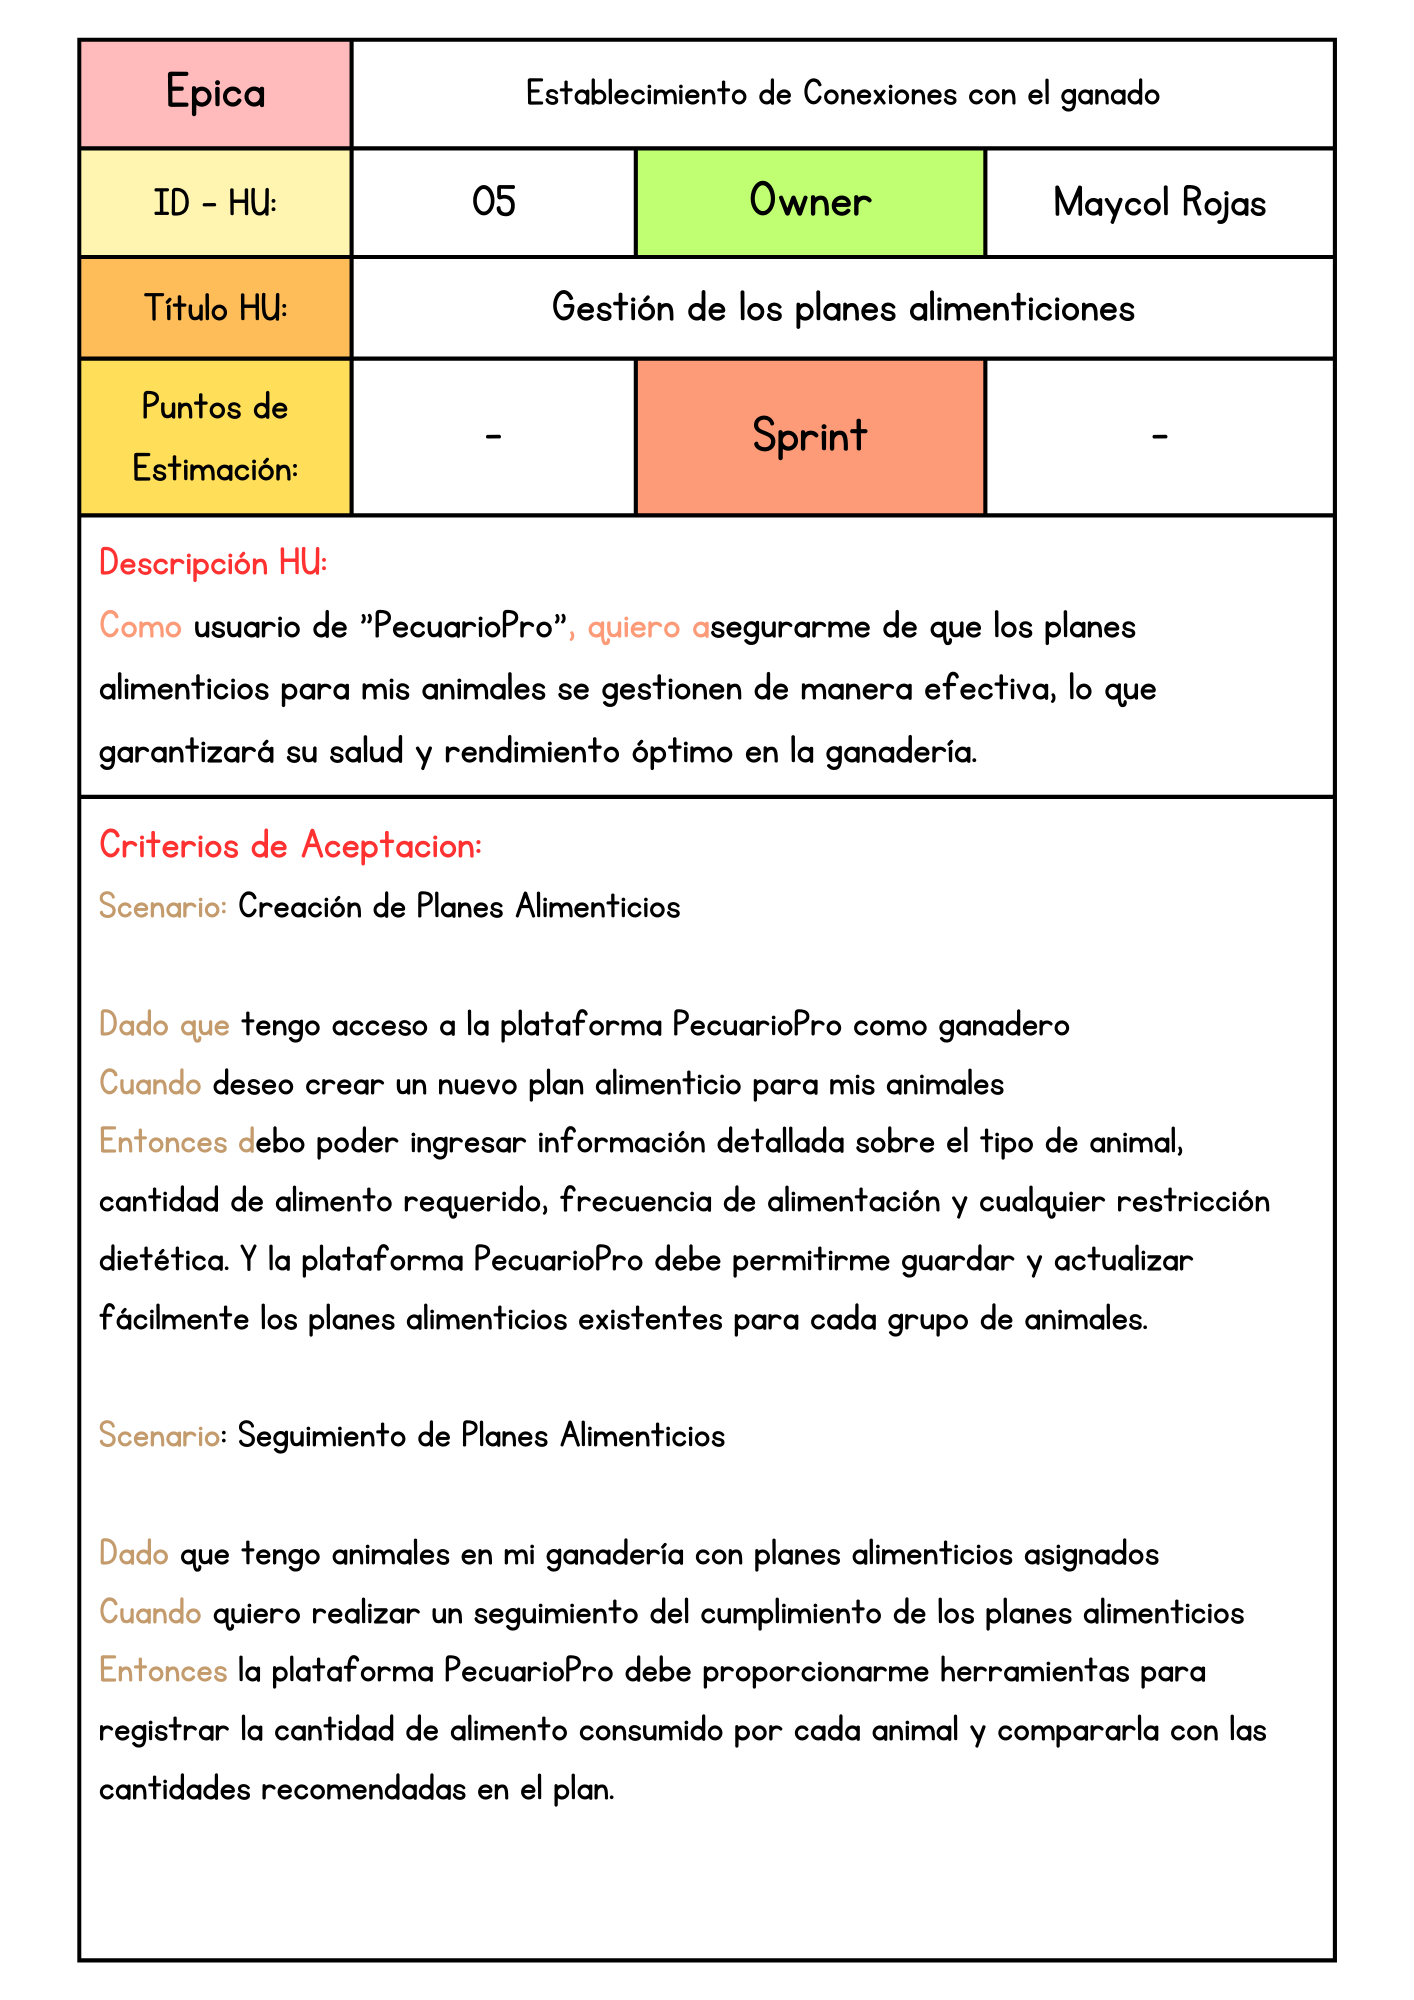 Epica
Establecimiento de Conexiones con el ganado
ID - HU:
05
Owner
Maycol Rojas
Título HU:
Gestión de los planes alimenticiones
Puntos de
Estimación:
-
Sprint
-
Descripción HU:
Como usuario de "PecuarioPro", quiero asegurarme de que los planes
alimenticios para mis animales se gestionen de manera efectiva, lo que
garantizará su salud y rendimiento óptimo en la ganadería.
Criterios de Aceptacion:
Scenario: Creación de Planes Alimenticios
Dado que tengo acceso a la plataforma PecuarioPro como ganadero
Cuando deseo crear un nuevo plan alimenticio para mis animales
Entonces debo poder ingresar información detallada sobre el tipo de animal,
cantidad de alimento requerido, frecuencia de alimentación y cualquier restricción
dietética. Y la plataforma PecuarioPro debe permitirme guardar y actualizar
fácilmente los planes alimenticios existentes para cada grupo de animales.
Scenario: Seguimiento de Planes Alimenticios
Dado que tengo animales en mi ganadería con planes alimenticios asignados
Cuando quiero realizar un seguimiento del cumplimiento de los planes alimenticios
Entonces la plataforma PecuarioPro debe proporcionarme herramientas para
registrar la cantidad de alimento consumido por cada animal y compararla con las
cantidades recomendadas en el plan.